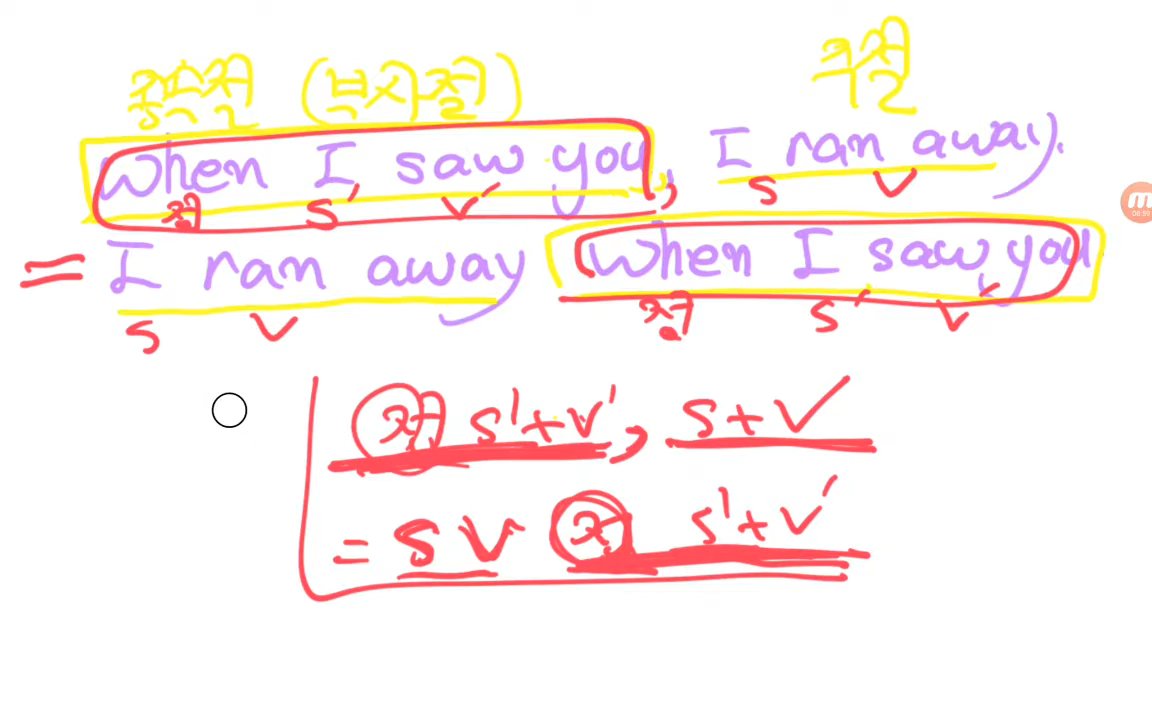 종속절 (부사절) 주절
When I saw you, I ran away.
접 S' V' S V
= I ran away When I saw you
S V 접 S' V'
접 S'+V', S+V
= S V 접 S'+V'